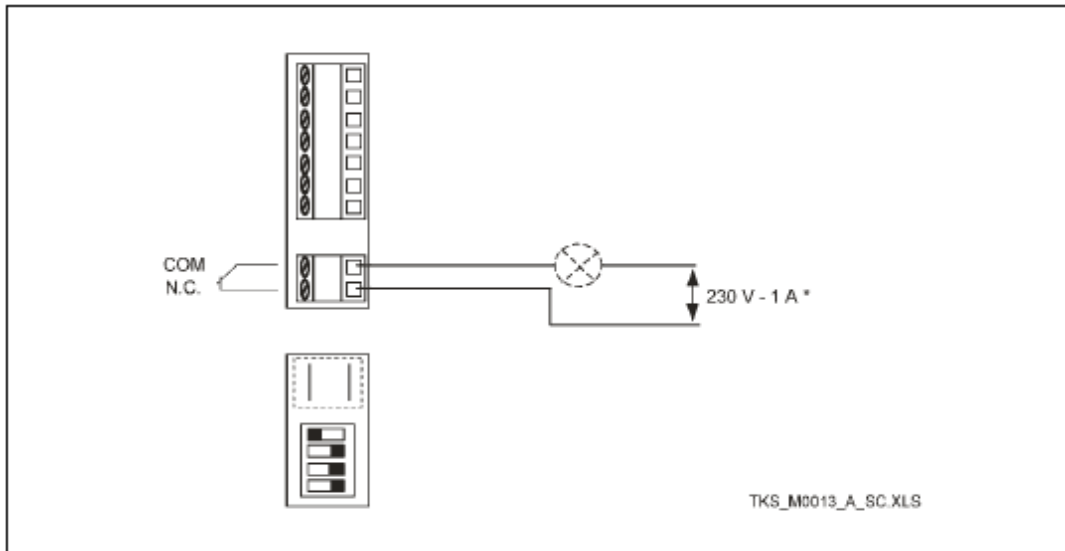 COM
N.C.
230 V - 1 A *
TKS_M0013_A_SC.XLS